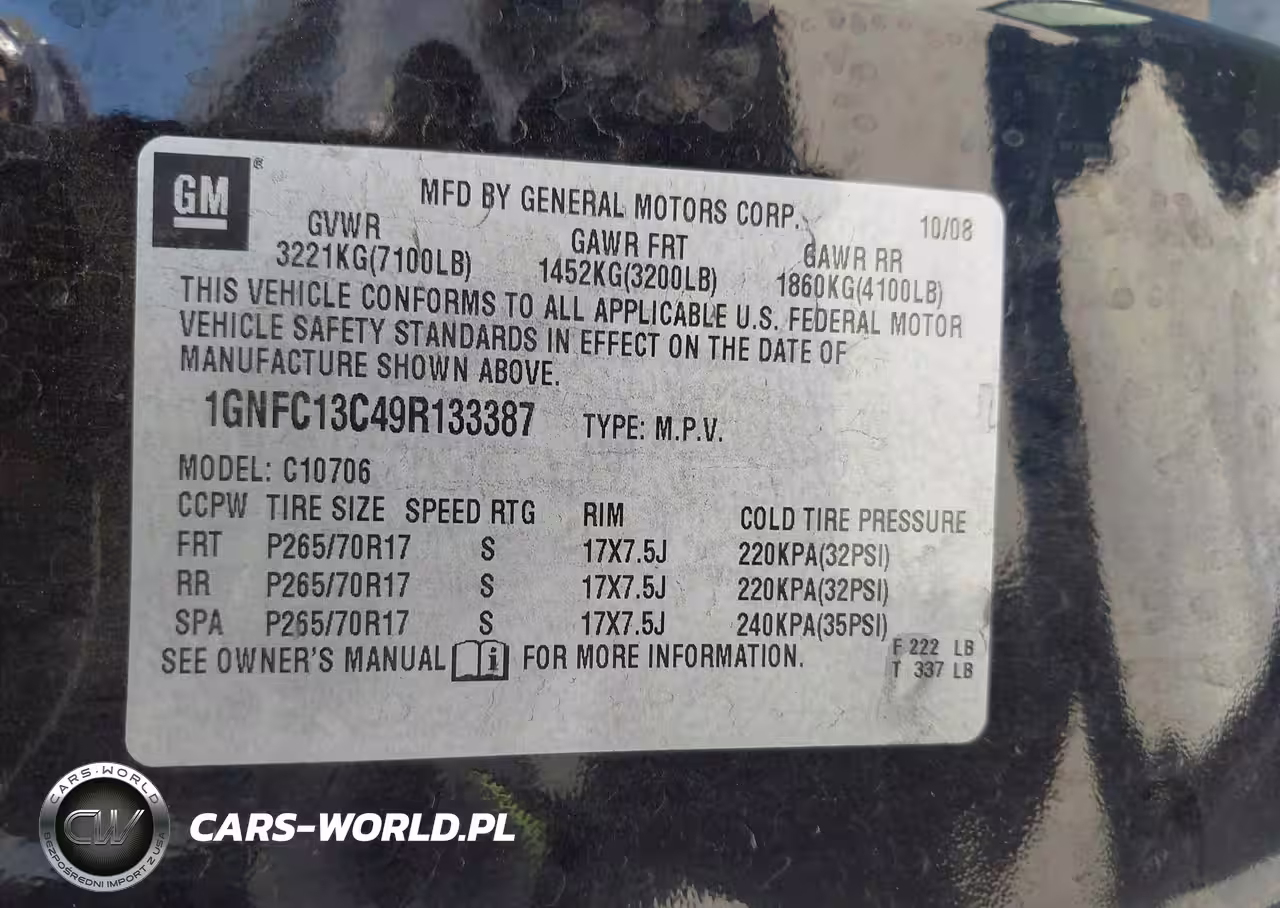 GM ®
MFD BY GENERAL MOTORS CORP.
10/08
GVWR GAWR FRT GAWR RR
3221KG(7100LB) 1452KG(3200LB) 1860KG(4100LB)
THIS VEHICLE CONFORMS TO ALL APPLICABLE U.S. FEDERAL MOTOR
VEHICLE SAFETY STANDARDS IN EFFECT ON THE DATE OF
MANUFACTURE SHOWN ABOVE.
1GNFC13C49R133387 TYPE: M.P.V.
MODEL: C10706
CCPW TIRE SIZE SPEED RTG RIM COLD TIRE PRESSURE
FRT P265/70R17 S 17X7.5J 220KPA(32PSI)
RR P265/70R17 S 17X7.5J 220KPA(32PSI)
SPA P265/70R17 S 17X7.5J 240KPA(35PSI)
SEE OWNER'S MANUAL i FOR MORE INFORMATION.
F 222 LB
T 337 LB
CARS-WORLD
CW
BEZPOŚREDNI IMPORT Z USA
CARS-WORLD.PL